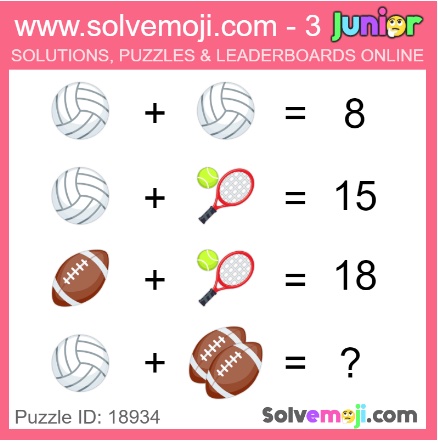 www.solvemoji.com - 3 Junior
SOLUTIONS, PUZZLES & LEADERBOARDS ONLINE
+ = 8
+ = 15
+ = 18
+ = ?
Puzzle ID: 18934 Solvemoji.com